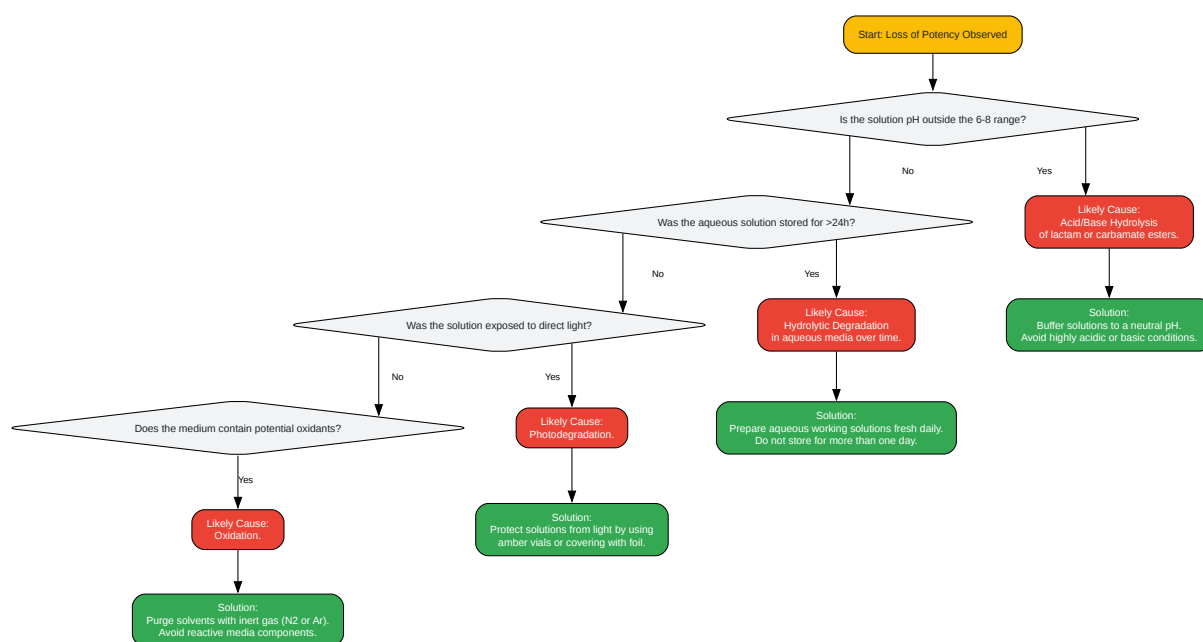 Start: Loss of Potency Observed
Is the solution pH outside the 6-8 range?
No
Yes
Was the aqueous solution stored for >24h?
Likely Cause:
Acid/Base Hydrolysis
of lactam or carbamate esters.
No
Yes
Was the solution exposed to direct light?
Likely Cause:
Hydrolytic Degradation
in aqueous media over time.
Solution:
Buffer solutions to a neutral pH.
Avoid highly acidic or basic conditions.
No
Yes
Does the medium contain potential oxidants?
Likely Cause:
Photodegradation.
Solution:
Prepare aqueous working solutions fresh daily.
Do not store for more than one day.
Yes
Likely Cause:
Oxidation.
Solution:
Protect solutions from light by using
amber vials or covering with foil.
Solution:
Purge solvents with inert gas (N2 or Ar).
Avoid reactive media components.